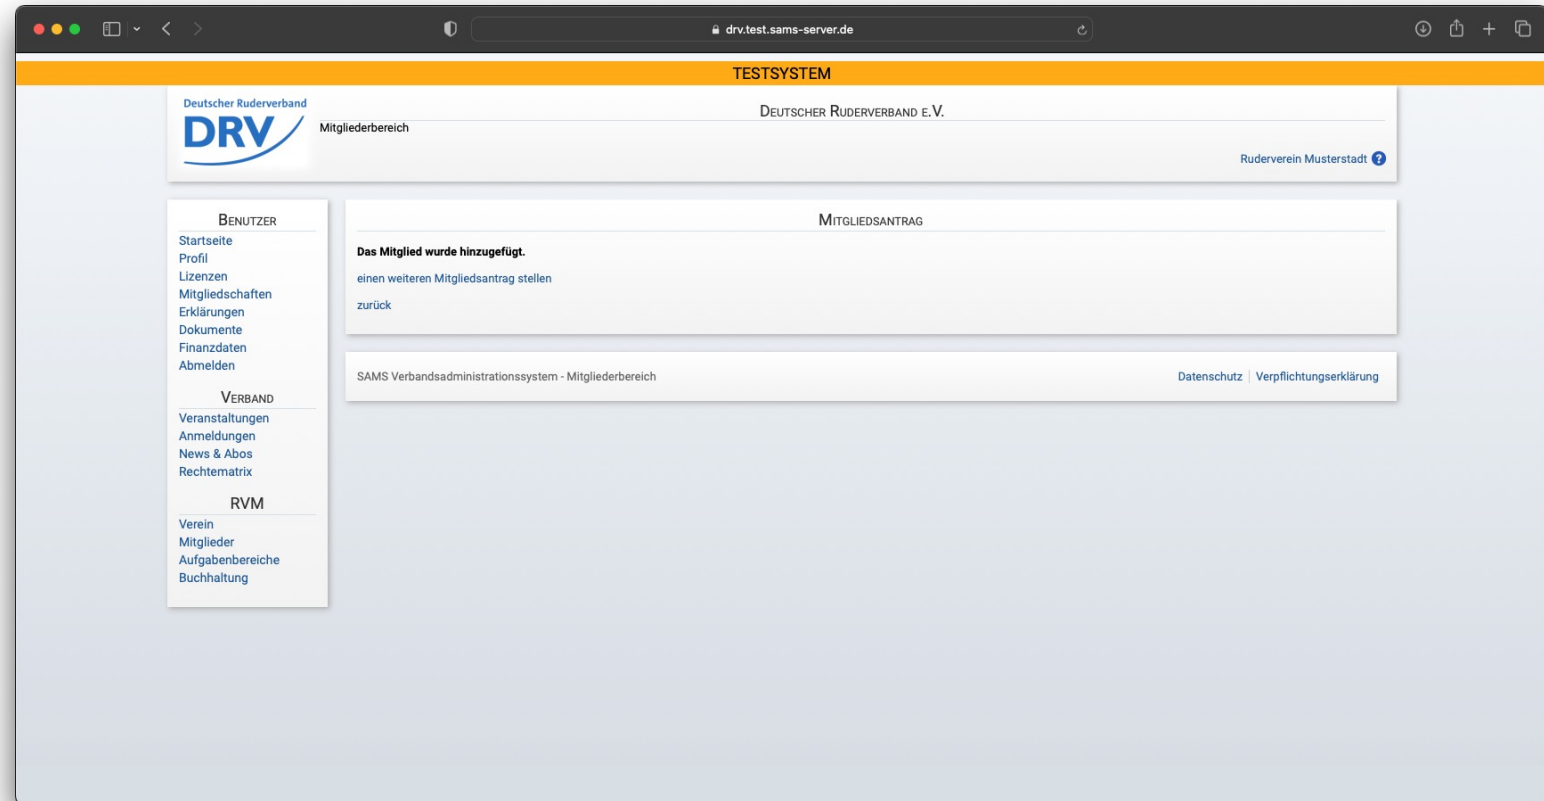 drv.test.sams-server.de
TESTSYSTEM
Deutscher Ruderverband
DRV
DEUTSCHER RUDERVERBAND E.V.
Mitgliederbereich
Ruderverein Musterstadt ?
BENUTZER
Startseite
Profil
Lizenzen
Mitgliedschaften
Erklärungen
Dokumente
Finanzdaten
Abmelden
VERBAND
Veranstaltungen
Anmeldungen
News & Abos
Rechtematrix
RVM
Verein
Mitglieder
Aufgabenbereiche
Buchhaltung
MITGLIEDSANTRAG
Das Mitglied wurde hinzugefügt.
einen weiteren Mitgliedsantrag stellen
zurück
SAMS Verbandsadministrationssystem - Mitgliederbereich
Datenschutz | Verpflichtungserklärung